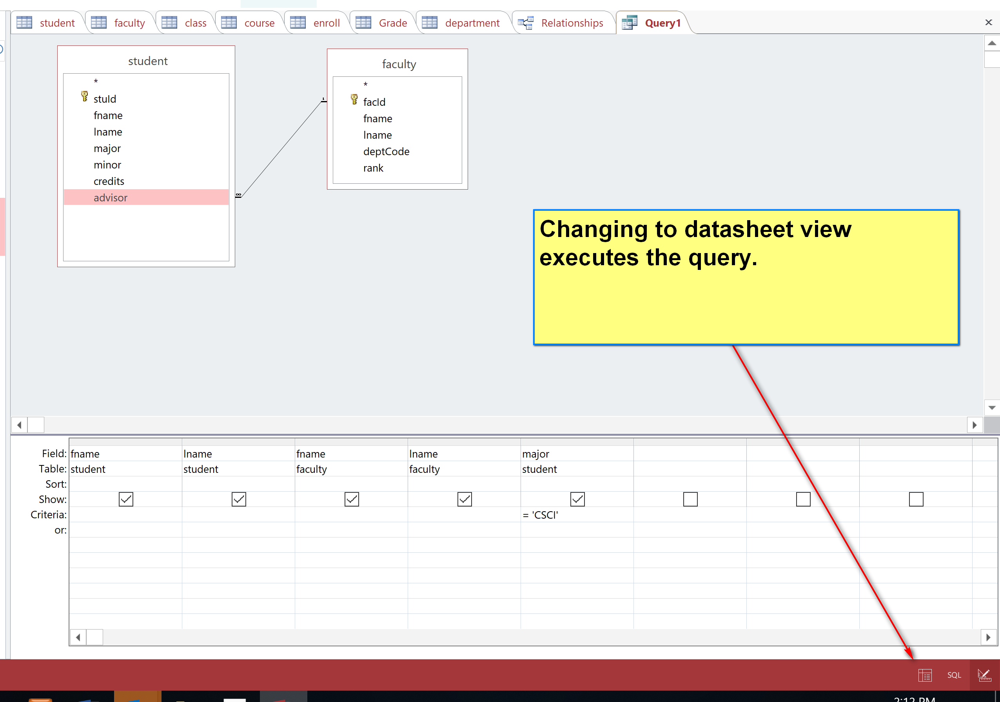 student faculty class course enroll Grade department Relationships Query1
student
*
stuId
fname
lname
major
minor
credits
advisor
∞
1
faculty
*
facId
fname
lname
deptCode
rank
Changing to datasheet view
executes the query.
Field: fname lname fname lname major
Table: student student faculty faculty student
Sort:
Show:
Criteria: = 'CSCI'
or:
SQL
2:12 PM